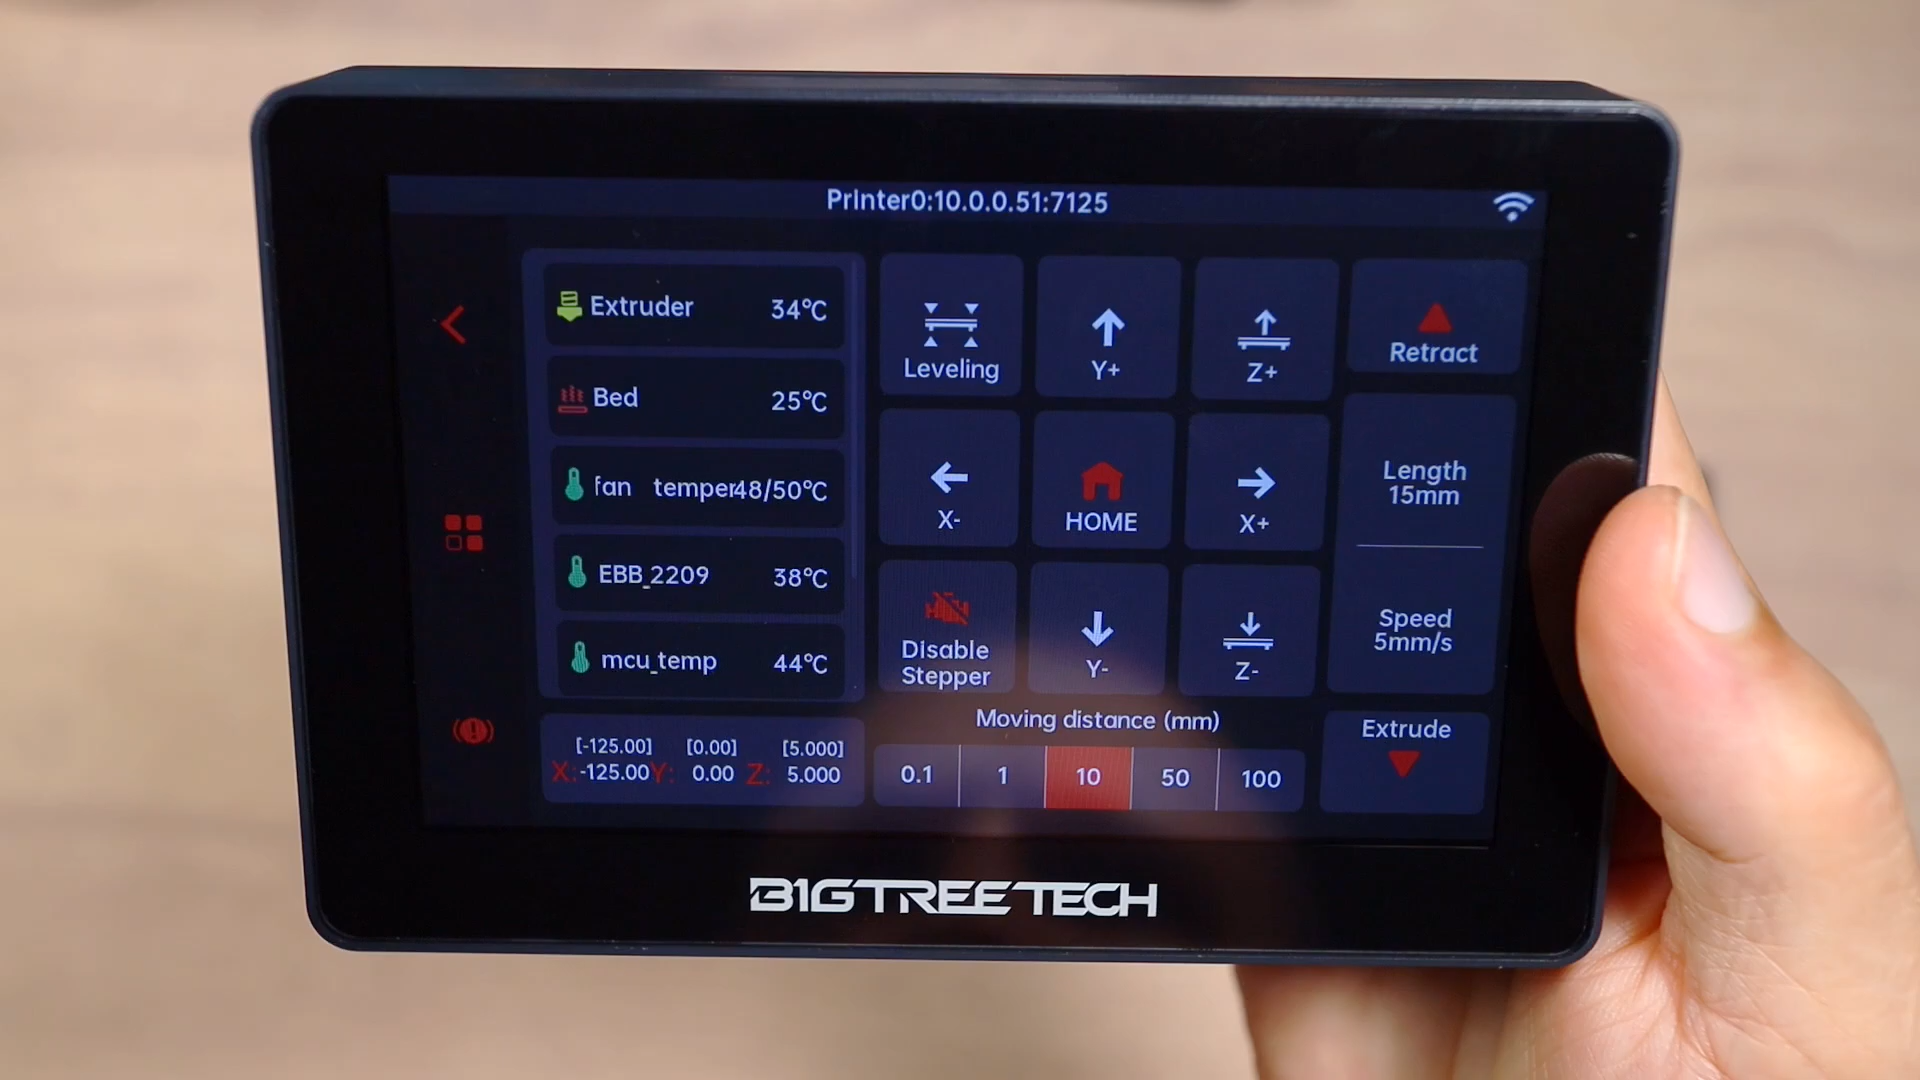 Printer0:10.0.0.51:7125
Extruder 34°C
Bed 25°C
fan temper48/50°C
EBB_2209 38°C
mcu_temp 44°C
[-125.00] [0.00] [5.000]
X:-125.00 Y: 0.00 Z: 5.000
Leveling
Y+
Z+
X-
HOME
X+
Disable
Stepper
Y-
Z-
Moving distance (mm)
0.1 1 10 50 100
Retract
Length
15mm
Speed
5mm/s
Extrude
BIGTREETECH